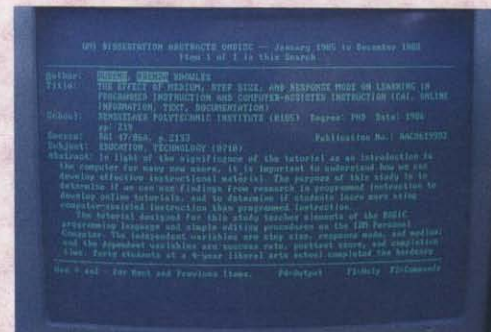 UMI DISSERTATION ABSTRACTS ONDISC -- January 1985 to December 1988
Item 1 of 1 in this Search
Author: KNOWLES
Title: THE EFFECT OF MEDIUM, STEP SIZE, AND RESPONSE MODE ON LEARNING IN
PROGRAMMED INSTRUCTION AND COMPUTER-ASSISTED INSTRUCTION (CAI, ONLINE
INFORMATION, TEXT, DOCUMENTATION)
School: RENSSELAER POLYTECHNIC INSTITUTE (0185) Degree: PHD Date: 1986
pp: 219
Source: DAI 47/06A, p.2133 Publication No.:
Subject: EDUCATION, TECHNOLOGY (0710)
Abstract: In light of the significance of the tutorial as an introduction to
the computer for many new users, it is important to understand how we can
develop effective instructional material. The purpose of this study is to
determine if we can use findings from research in programmed instruction to
develop online tutorials, and to determine if students learn more using
computer-assisted instruction than programmed instruction.
The tutorial designed for this study teaches elements of the BASIC
programming language and simple editing procedures on the IBM Personal
Computer. The independent variables are step size, response mode, and medium;
and the dependent variables are success rate, posttest score, and completion
time. Forty students at a 4-year liberal arts school completed the
Use and for Next and Previous Items. F4=Output F1=Help F2=Commands